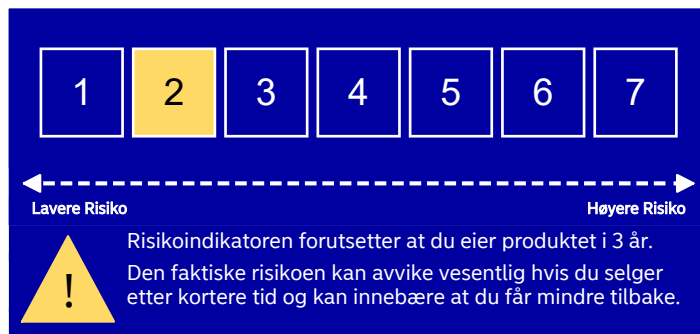 1 2 3 4 5 6 7
Lavere Risiko Høyere Risiko
Risikoindikatoren forutsetter at du eier produktet i 3 år.
Den faktiske risikoen kan avvike vesentlig hvis du selger
etter kortere tid og kan innebære at du får mindre tilbake.
!